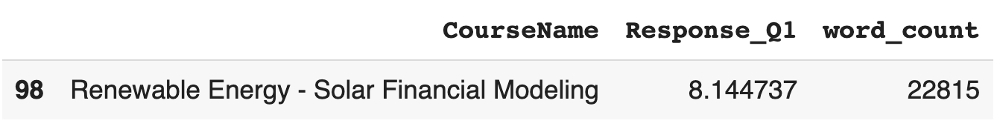 CourseName Response_Q1 word_count
98 Renewable Energy - Solar Financial Modeling 8.144737 22815